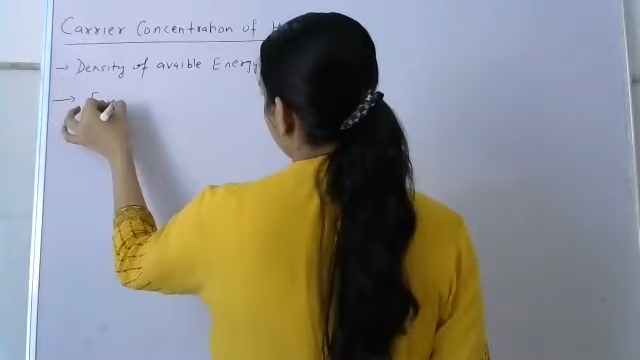 Carrier Concentration of
→ Density of avaible Energy
→